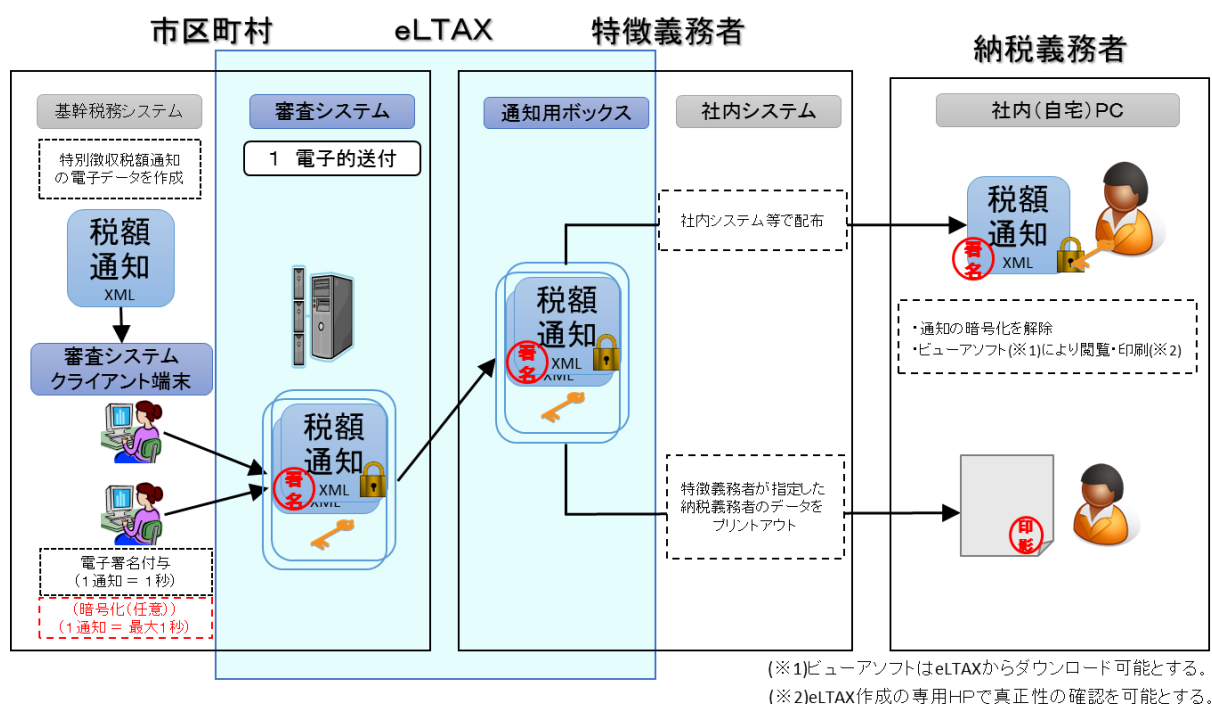 市区町村
eLTAX
特徴義務者
納税義務者
基幹税務システム
特別徴収税額通知
の電子データを作成
税額
通知
XML
審査システム
クライアント端末
電子署名付与
(1通知 = 1秒)
(暗号化(任意))
(1通知 = 最大1秒)
審査システム
1 電子的送付
税額
通知
署名
XML
XML
通知用ボックス
税額
通知
署名
XML
XML
社内システム
社内システム等で配布
特徴義務者が指定した
納税義務者のデータを
プリントアウト
社内(自宅)PC
税額
通知
署名
XML
・通知の暗号化を解除
・ビューアソフト(※1)により閲覧・印刷(※2)
印影
(※1)ビューアソフトはeLTAXからダウンロード可能とする。
(※2)eLTAX作成の専用HPで真正性の確認を可能とする。